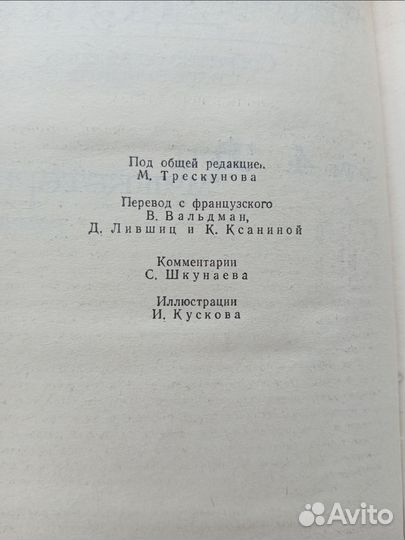 Под общей редакцией
М. Трескунова
Перевод с французского
В. Вальдман,
Д. Лившиц и К. Ксаниной
Комментарии
С. Шкунаева
Иллюстрации
И. Кускова
Avito